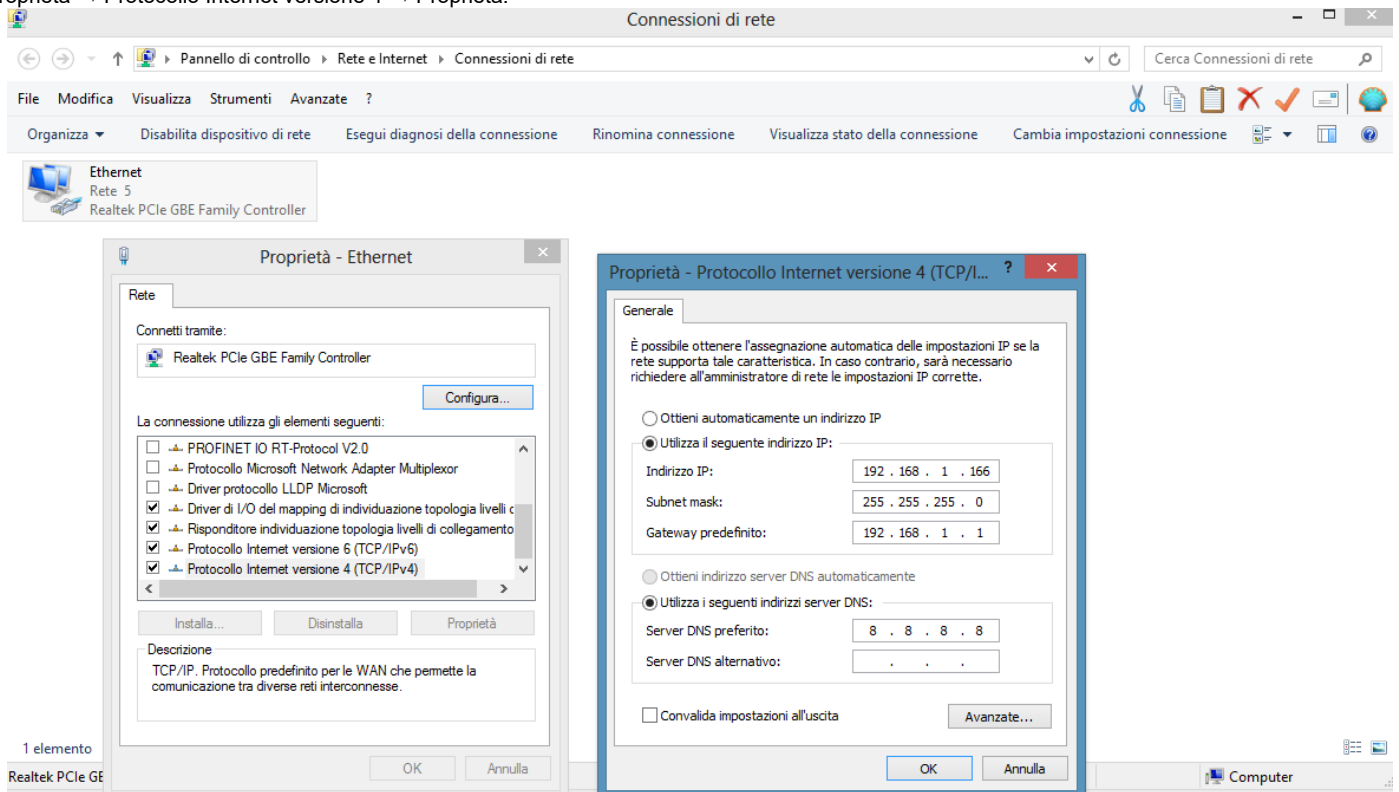 Proprietà -> Protocollo Internet versione 4 -> Proprietà.
Connessioni di rete
Pannello di controllo ▸ Rete e Internet ▸ Connessioni di rete
Cerca Connessioni di rete
File Modifica Visualizza Strumenti Avanzate ?
Organizza ▾ Disabilita dispositivo di rete Esegui diagnosi della connessione Rinomina connessione Visualizza stato della connessione Cambia impostazioni connessione
Ethernet
Rete 5
Realtek PCIe GBE Family Controller
Proprietà - Ethernet
Rete
Connetti tramite:
Realtek PCIe GBE Family Controller
Configura...
La connessione utilizza gli elementi seguenti:
PROFINET IO RT-Protocol V2.0
Protocollo Microsoft Network Adapter Multiplexor
Driver protocollo LLDP Microsoft
Driver di I/O del mapping di individuazione topologia livelli c
Risponditore individuazione topologia livelli di collegamento
Protocollo Internet versione 6 (TCP/IPv6)
Protocollo Internet versione 4 (TCP/IPv4)
Installa... Disinstalla Proprietà
Descrizione
TCP/IP. Protocollo predefinito per le WAN che permette la
comunicazione tra diverse reti interconnesse.
OK Annulla
Proprietà - Protocollo Internet versione 4 (TCP/I... ?
Generale
È possibile ottenere l'assegnazione automatica delle impostazioni IP se la
rete supporta tale caratteristica. In caso contrario, sarà necessario
richiedere all'amministratore di rete le impostazioni IP corrette.
Ottieni automaticamente un indirizzo IP
Utilizza il seguente indirizzo IP:
Indirizzo IP: 192 . 168 . 1 . 166
Subnet mask: 255 . 255 . 255 . 0
Gateway predefinito: 192 . 168 . 1 . 1
Ottieni indirizzo server DNS automaticamente
Utilizza i seguenti indirizzi server DNS:
Server DNS preferito: 8 . 8 . 8 . 8
Server DNS alternativo: . . .
Convalida impostazioni all'uscita
Avanzate...
OK Annulla
1 elemento
Realtek PCIe GE
Computer